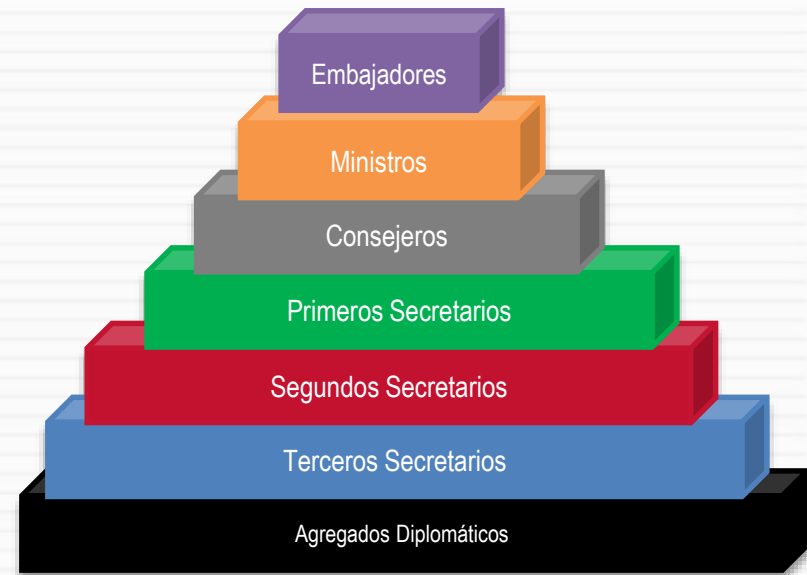 Embajadores
Ministros
Consejeros
Primeros Secretarios
Segundos Secretarios
Terceros Secretarios
Agregados Diplomáticos